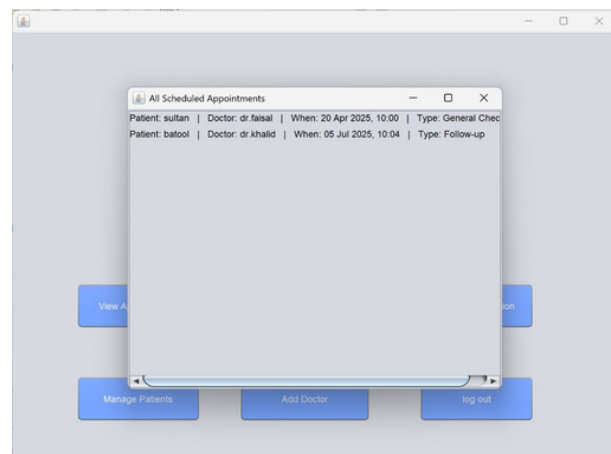 All Scheduled Appointments
Patient: sultan | Doctor: dr.faisal | When: 20 Apr 2025, 10:00 | Type: General Chec
Patient: batool | Doctor: dr.khalid | When: 05 Jul 2025, 10:04 | Type: Follow-up
View A
on
Manage Patients
Add Doctor
log out